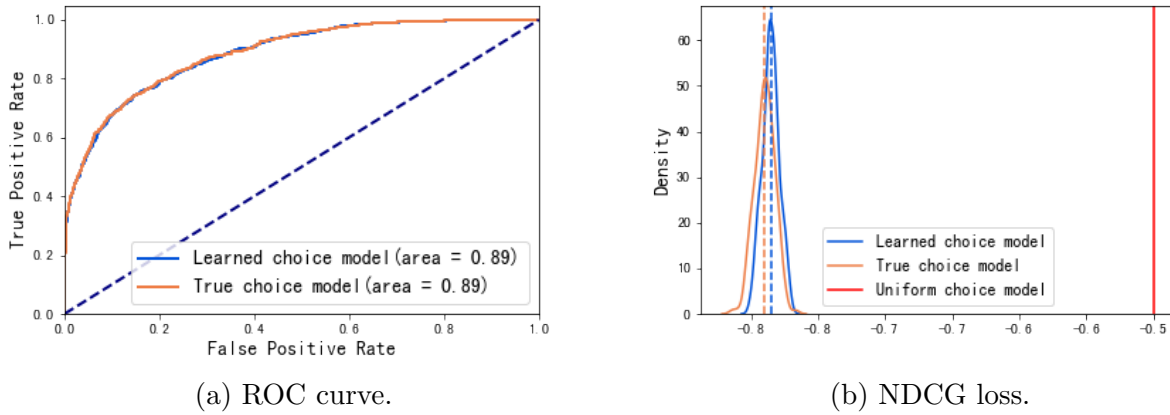 True Positive Rate
1.0
0.8
0.6
0.4
0.2
0.0
Learned choice model(area = 0.89)
True choice model(area = 0.89)
0.0 0.2 0.4 0.6 0.8 1.0
False Positive Rate
(a) ROC curve.
Density
60
50
40
30
20
10
0
Learned choice model
True choice model
Uniform choice model
-0.8 -0.8 -0.7 -0.7 -0.6 -0.6 -0.5
(b) NDCG loss.